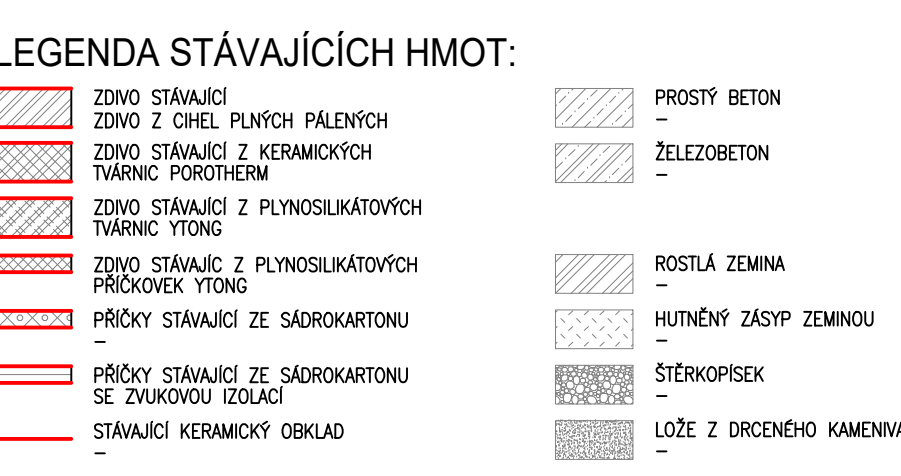 LEGENDA STÁVAJÍCÍCH HMOT:
ZDIVO STÁVAJÍCÍ
ZDIVO Z CIHEL PLNÝCH PÁLENÝCH
ZDIVO STÁVAJÍCÍ Z KERAMICKÝCH
TVÁRNIC POROTHERM
ZDIVO STÁVAJÍCÍ Z PLYNOSILIKÁTOVÝCH
TVÁRNIC YTONG
ZDIVO STÁVAJÍC Z PLYNOSILIKÁTOVÝCH
PŘÍČKOVEK YTONG
PŘÍČKY STÁVAJÍCÍ ZE SÁDROKARTONU
–
PŘÍČKY STÁVAJÍCÍ ZE SÁDROKARTONU
SE ZVUKOVOU IZOLACÍ
STÁVAJÍCÍ KERAMICKÝ OBKLAD
–
PROSTÝ BETON
–
ŽELEZOBETON
–
ROSTLÁ ZEMINA
–
HUTNĚNÝ ZÁSYP ZEMINOU
–
ŠTĚRKOPÍSEK
–
LOŽE Z DRCENÉHO KAMENIVA
–